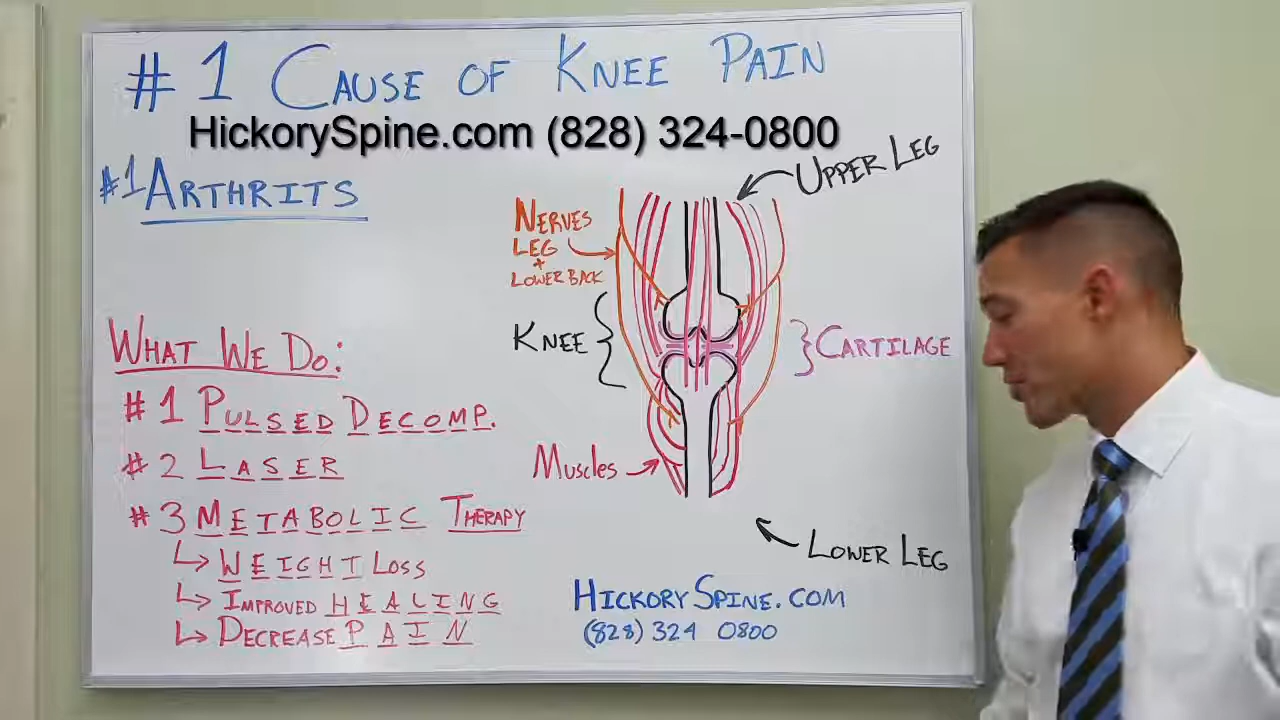 # 1 CAUSE OF KNEE PAIN
HickorySpine.com (828) 324-0800
#1 ARTHRITS
UPPER LEG
NERVES
LEG
+
LOWER BACK
KNEE
CARTILAGE
WHAT WE DO:
# 1 PULSED DECOMP.
# 2 LASER
# 3 METABOLIC THERAPY
WEIGHT LOSS
IMPROVED HEALING
DECREASE PAIN
Muscles
LOWER LEG
HICKORYSPINE.COM
(828) 324 0800